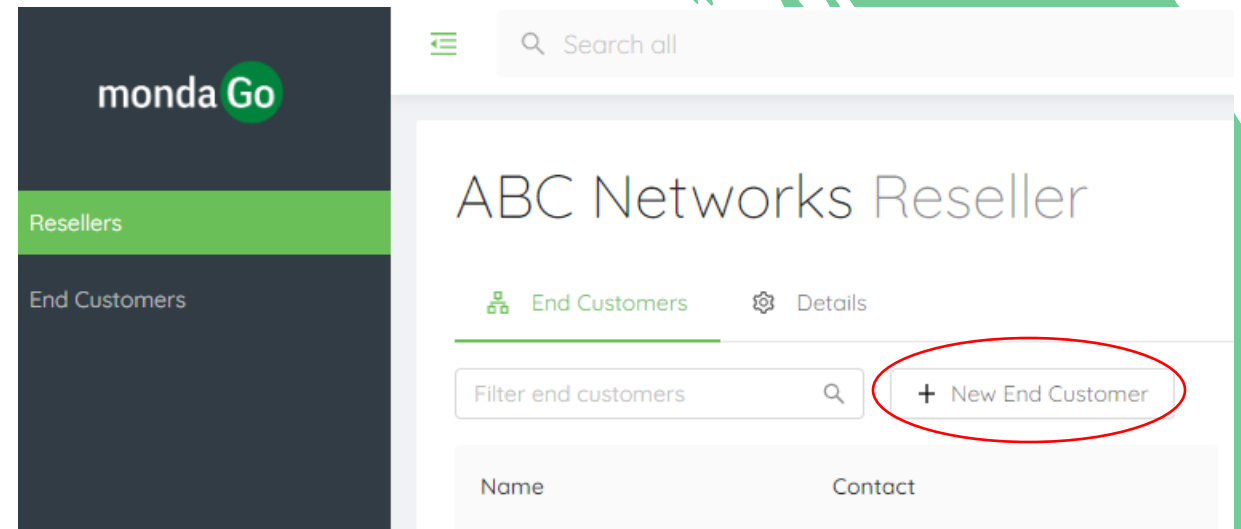 monda Go
Search all
Resellers
End Customers
ABC Networks Reseller
End Customers Details
Filter end customers + New End Customer
Name Contact